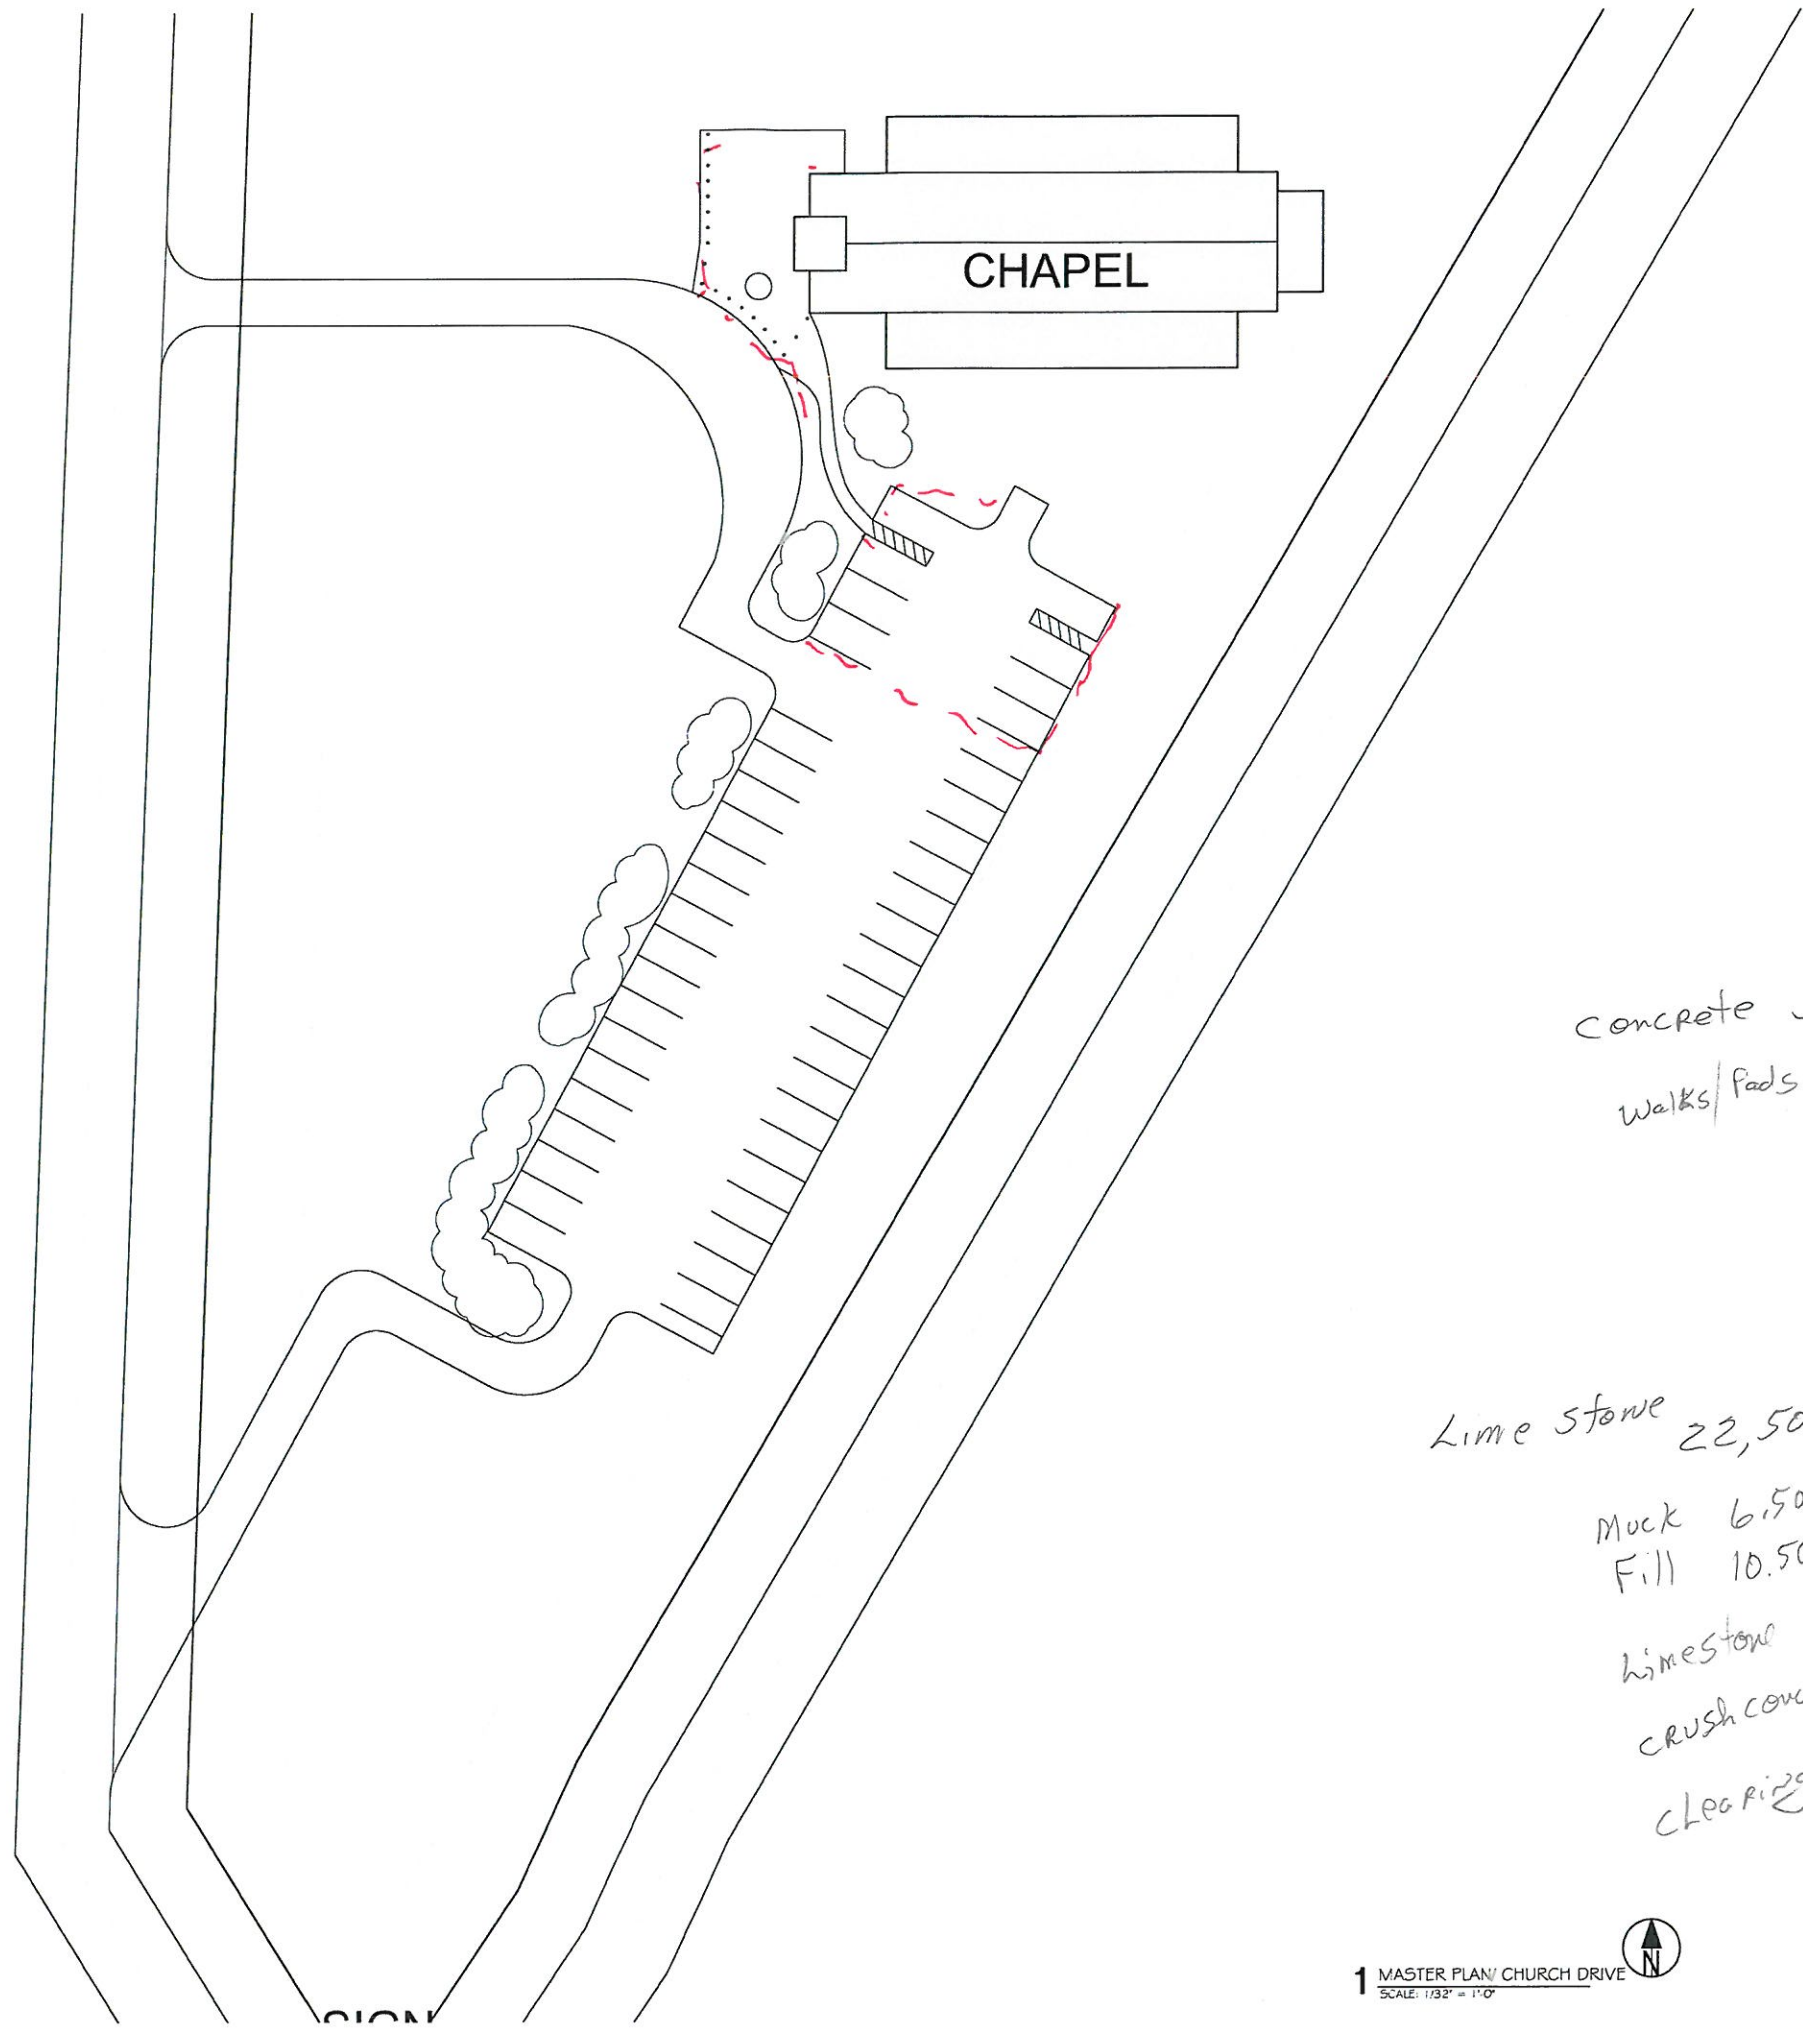 CHAPEL
Concrete
Walks/Pads
Lime stone 22,50
Muck 6.50
Fill 10.50
Limestone
CRUSH CONC
CLEARING
N
1 MASTER PLAN/ CHURCH DRIVE
SCALE: 1/32" = 1'-0"
SIGN